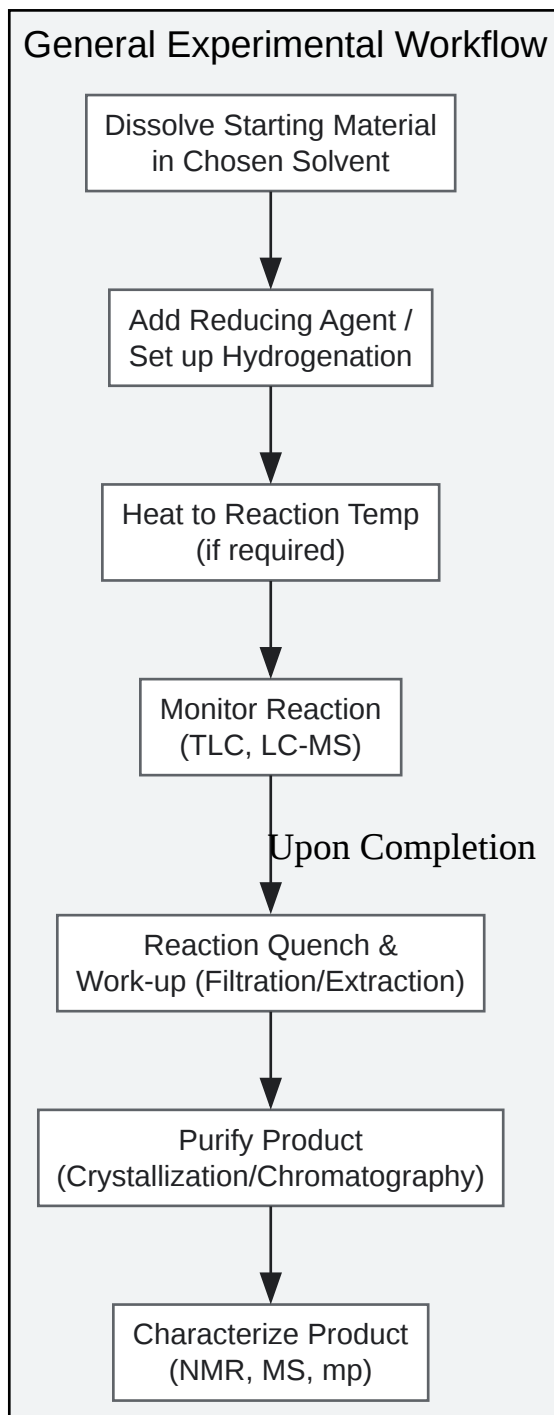 General Experimental Workflow
Dissolve Starting Material
in Chosen Solvent
Add Reducing Agent /
Set up Hydrogenation
Heat to Reaction Temp
(if required)
Monitor Reaction
(TLC, LC-MS)
Upon Completion
Reaction Quench &
Work-up (Filtration/Extraction)
Purify Product
(Crystallization/Chromatography)
Characterize Product
(NMR, MS, mp)